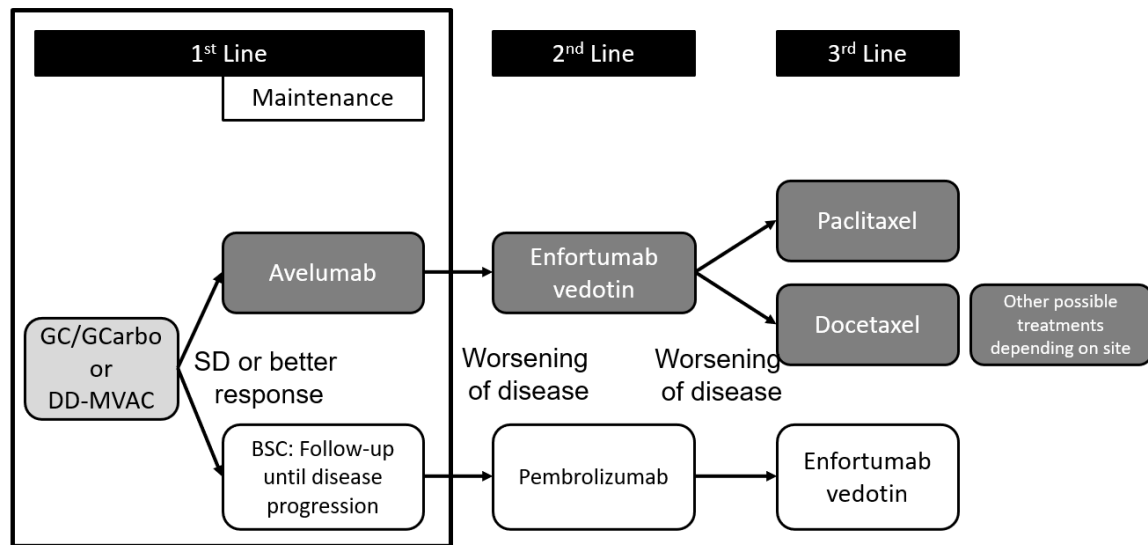 1st Line
Maintenance
2nd Line
3rd Line
GC/GCarbo
or
DD-MVAC
SD or better
response
Avelumab
BSC: Follow-up
until disease
progression
Worsening
of disease
Enfortumab
vedotin
Pembrolizumab
Worsening
of disease
Paclitaxel
Docetaxel
Other possible
treatments
depending on site
Enfortumab
vedotin